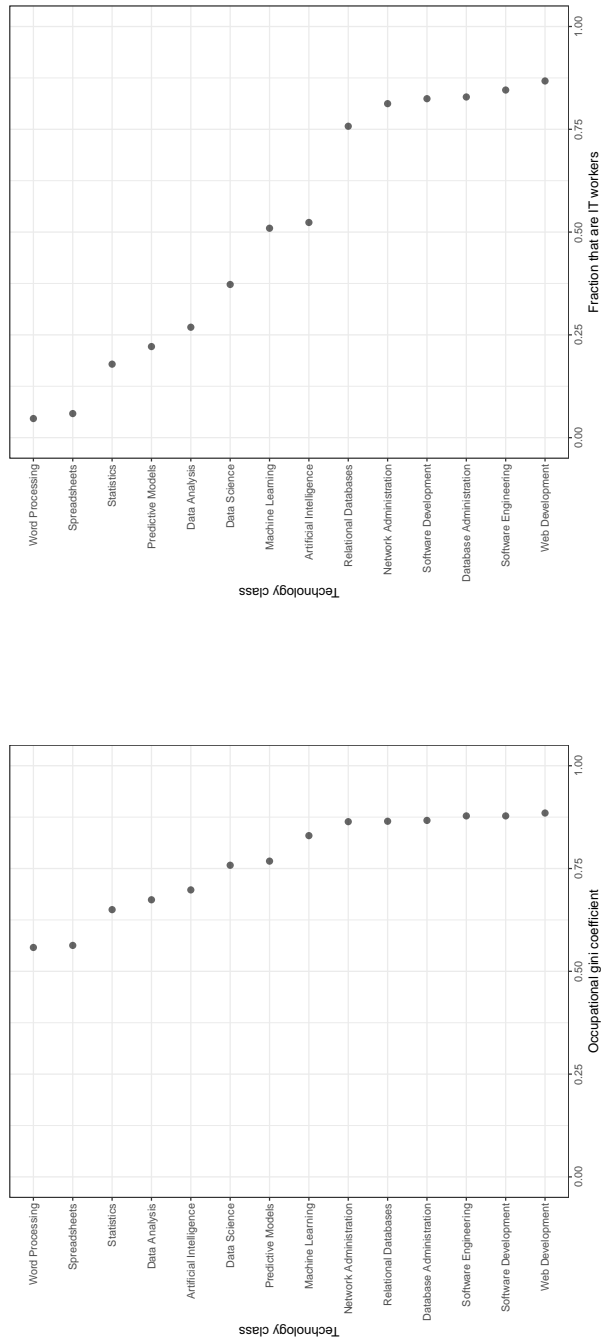 Word Processing
Spreadsheets
Statistics
Predictive Models
Data Analysis
Data Science
Machine Learning
Artificial Intelligence
Relational Databases
Network Administration
Software Development
Database Administration
Software Engineering
Web Development
Technology class
0.00
0.25
0.50
0.75
1.00
Fraction that are IT workers
Word Processing
Spreadsheets
Statistics
Data Analysis
Artificial Intelligence
Data Science
Predictive Models
Machine Learning
Network Administration
Relational Databases
Database Administration
Software Engineering
Software Development
Web Development
Technology class
0.00
0.25
0.50
0.75
1.00
Occupational gini coefficient